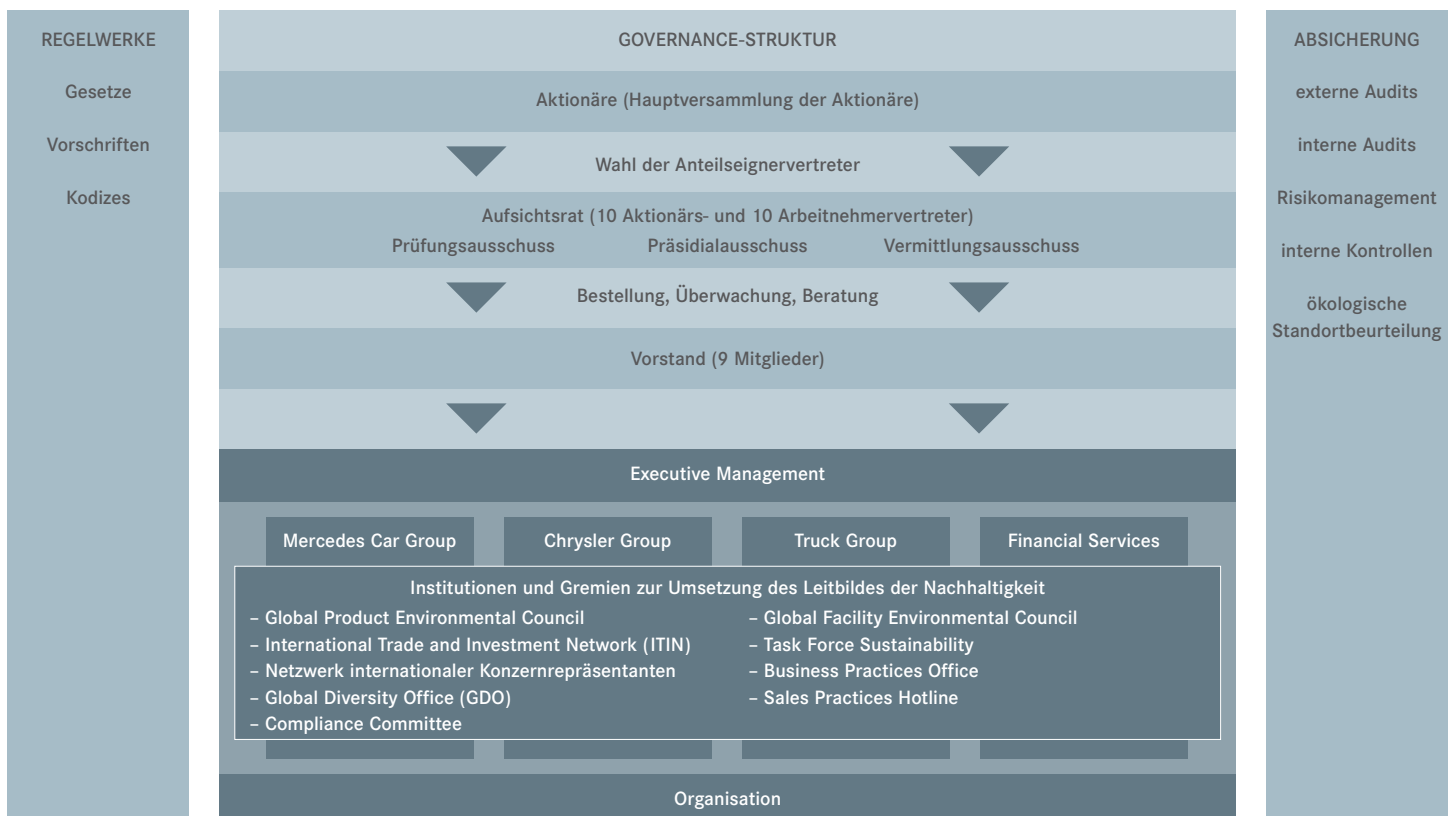 REGELWERKE
Gesetze
Vorschriften
Kodizes
GOVERNANCE-STRUKTUR
Aktionäre (Hauptversammlung der Aktionäre)
Wahl der Anteilseignervertreter
Aufsichtsrat (10 Aktionärs- und 10 Arbeitnehmervertreter)
Prüfungsausschuss Präsidialausschuss Vermittlungsausschuss
Bestellung, Überwachung, Beratung
Vorstand (9 Mitglieder)
Executive Management
Mercedes Car Group Chrysler Group Truck Group Financial Services
Institutionen und Gremien zur Umsetzung des Leitbildes der Nachhaltigkeit
– Global Product Environmental Council
– International Trade and Investment Network (ITIN)
– Netzwerk internationaler Konzernrepräsentanten
– Global Diversity Office (GDO)
– Compliance Committee
– Global Facility Environmental Council
– Task Force Sustainability
– Business Practices Office
– Sales Practices Hotline
Organisation
ABSICHERUNG
externe Audits
interne Audits
Risikomanagement
interne Kontrollen
ökologische
Standortbeurteilung